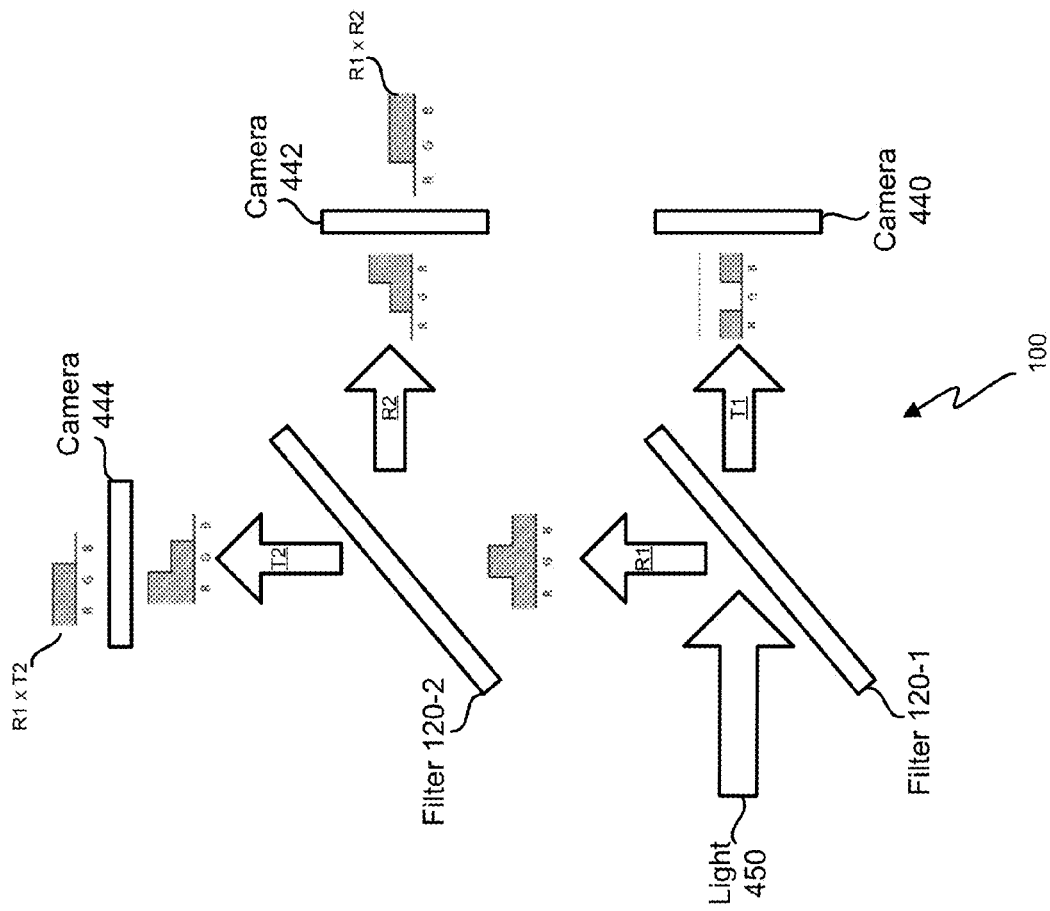 Light
450
Filter 120-1
Filter 120-2
R1 x T2
Camera
444
R G B
R G B
T2
R G B
R1
R2
T1
R G B
R G B
Camera
442
Camera
440
R G B
R1 x R2
100